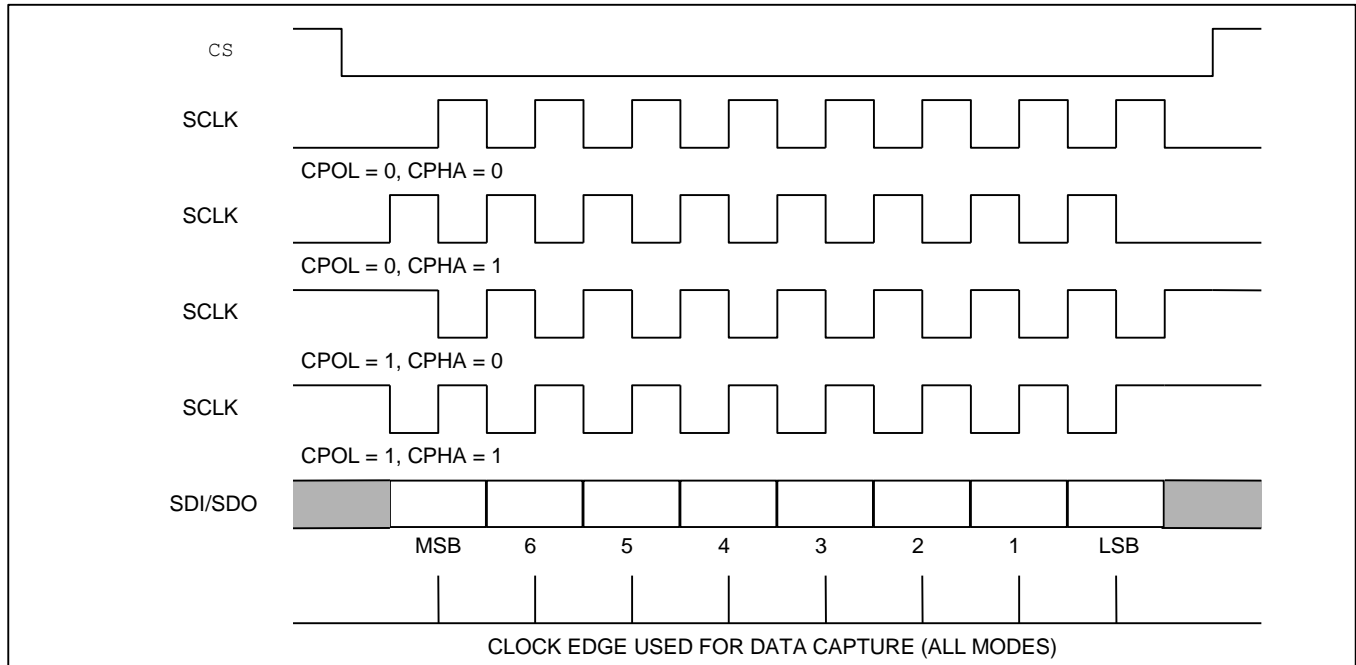 CS
SCLK
CPOL = 0, CPHA = 0
SCLK
CPOL = 0, CPHA = 1
SCLK
CPOL = 1, CPHA = 0
SCLK
CPOL = 1, CPHA = 1
SDI/SDO
MSB 6 5 4 3 2 1 LSB
CLOCK EDGE USED FOR DATA CAPTURE (ALL MODES)